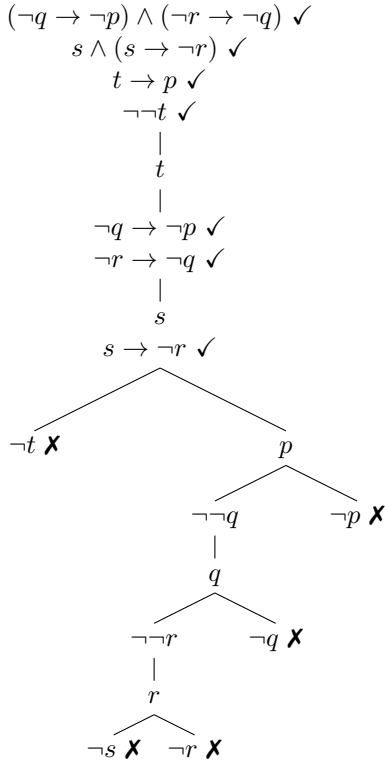 (¬q → ¬p) ∧ (¬r → ¬q) ✓
s ∧ (s → ¬r) ✓
t → p ✓
¬¬t ✓
t
¬q → ¬p ✓
¬r → ¬q ✓
s
s → ¬r ✓
¬t ✗ p
¬¬q ¬p ✗
q
¬¬r ¬q ✗
r
¬s ✗ ¬r ✗